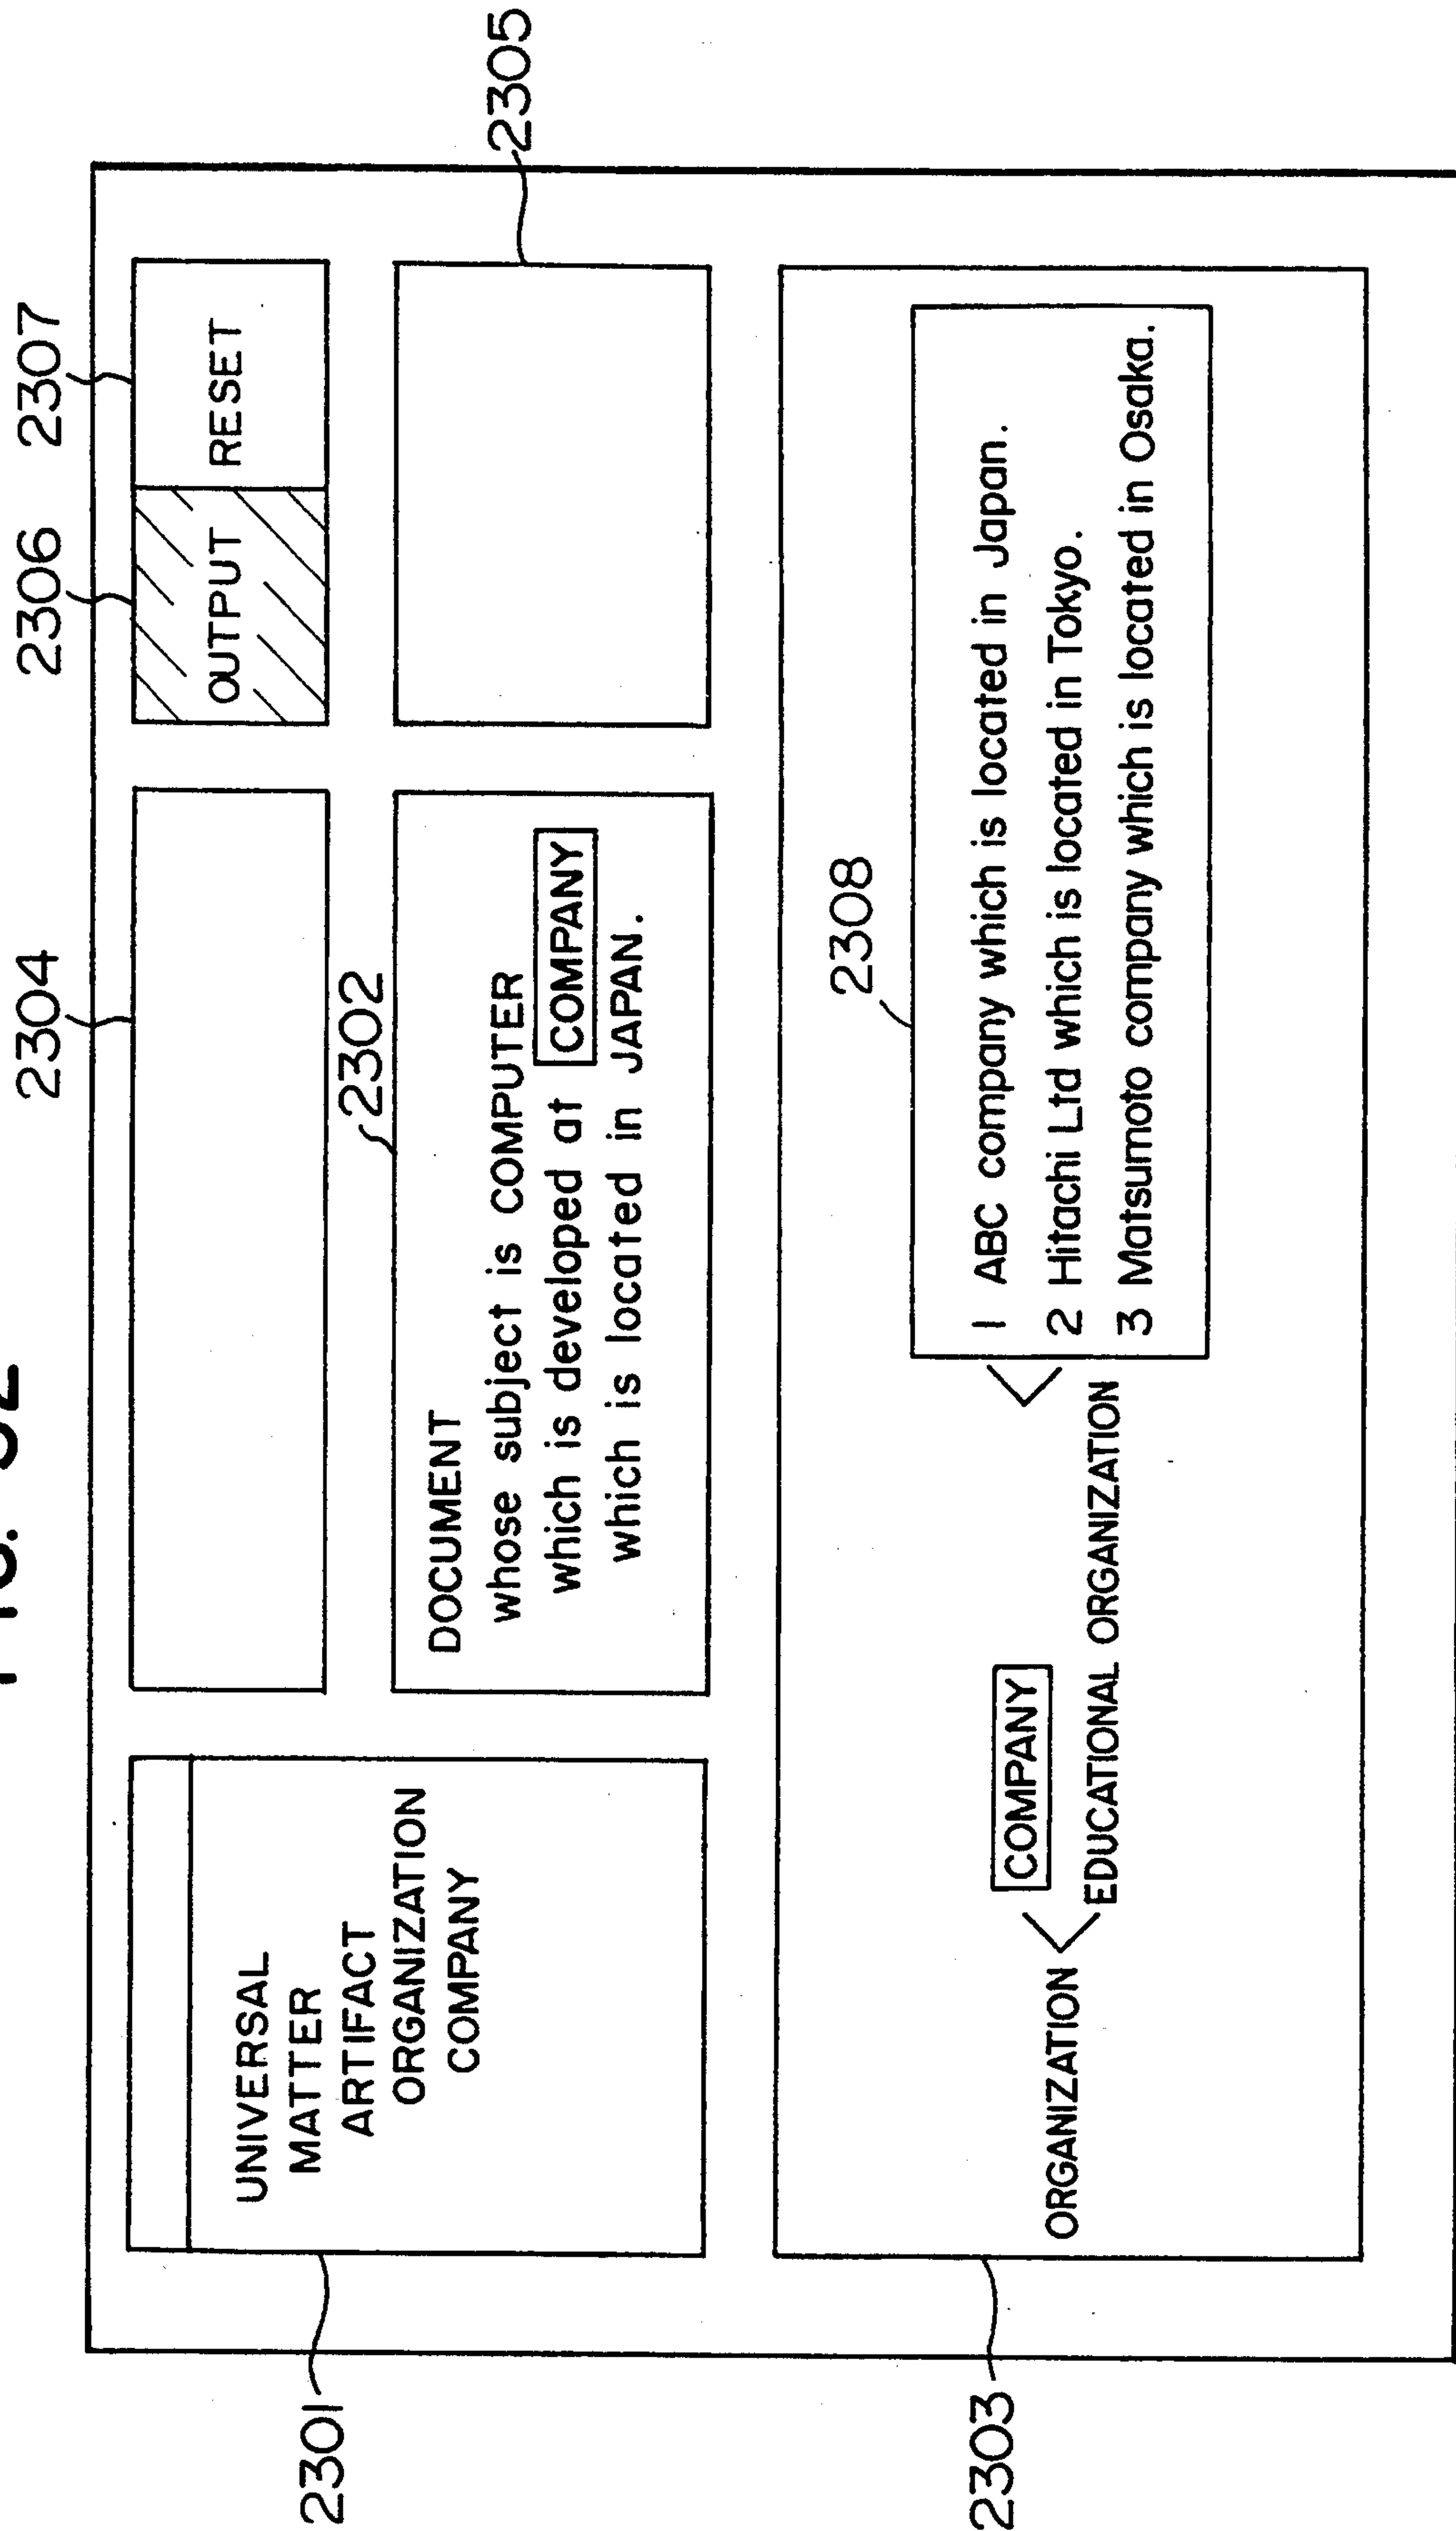 2304
2306
2307
OUTPUT
RESET
2301
UNIVERSAL
MATTER
ARTIFACT
ORGANIZATION
COMPANY
2302
DOCUMENT
whose subject is COMPUTER
which is developed at COMPANY
which is located in JAPAN.
2305
2303
ORGANIZATION
COMPANY
EDUCATIONAL ORGANIZATION
2308
1 ABC company which is located in Japan.
2 Hitachi Ltd which is located in Tokyo.
3 Matsumoto company which is located in Osaka.